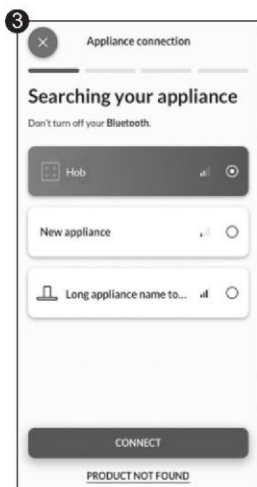 3
Appliance connection
Searching your appliance
Don't turn off your Bluetooth.
Hob
New appliance
Long appliance name to...
CONNECT
PRODUCT NOT FOUND